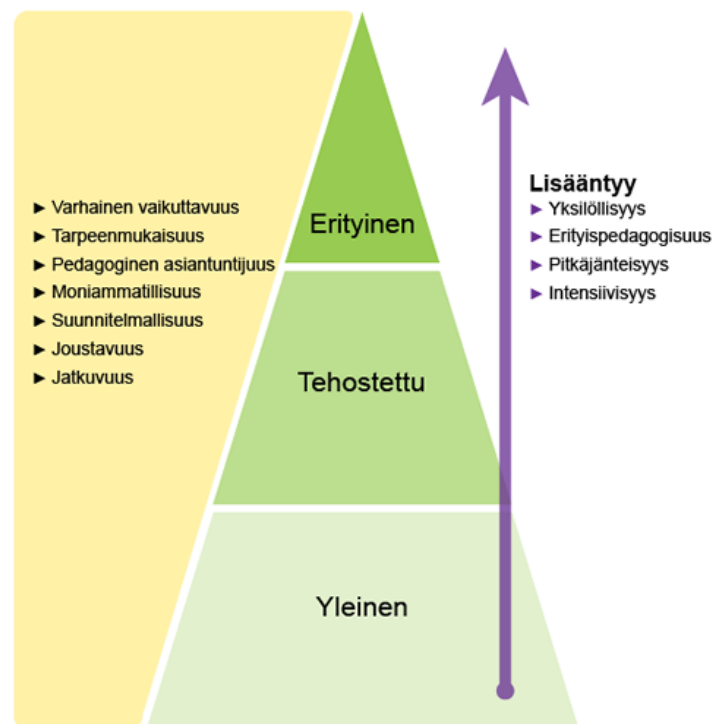 ► Varhainen vaikuttavuus
► Tarpeenmukaisuus
► Pedagoginen asiantuntijuus
► Moniammatillisuus
► Suunnitelmallisuus
► Joustavuus
► Jatkuvuus
Erityinen
Tehostettu
Yleinen
Lisääntyy
► Yksilöllisyys
► Erityispedagogisuus
► Pitkäjänteisyys
► Intensiivisyys